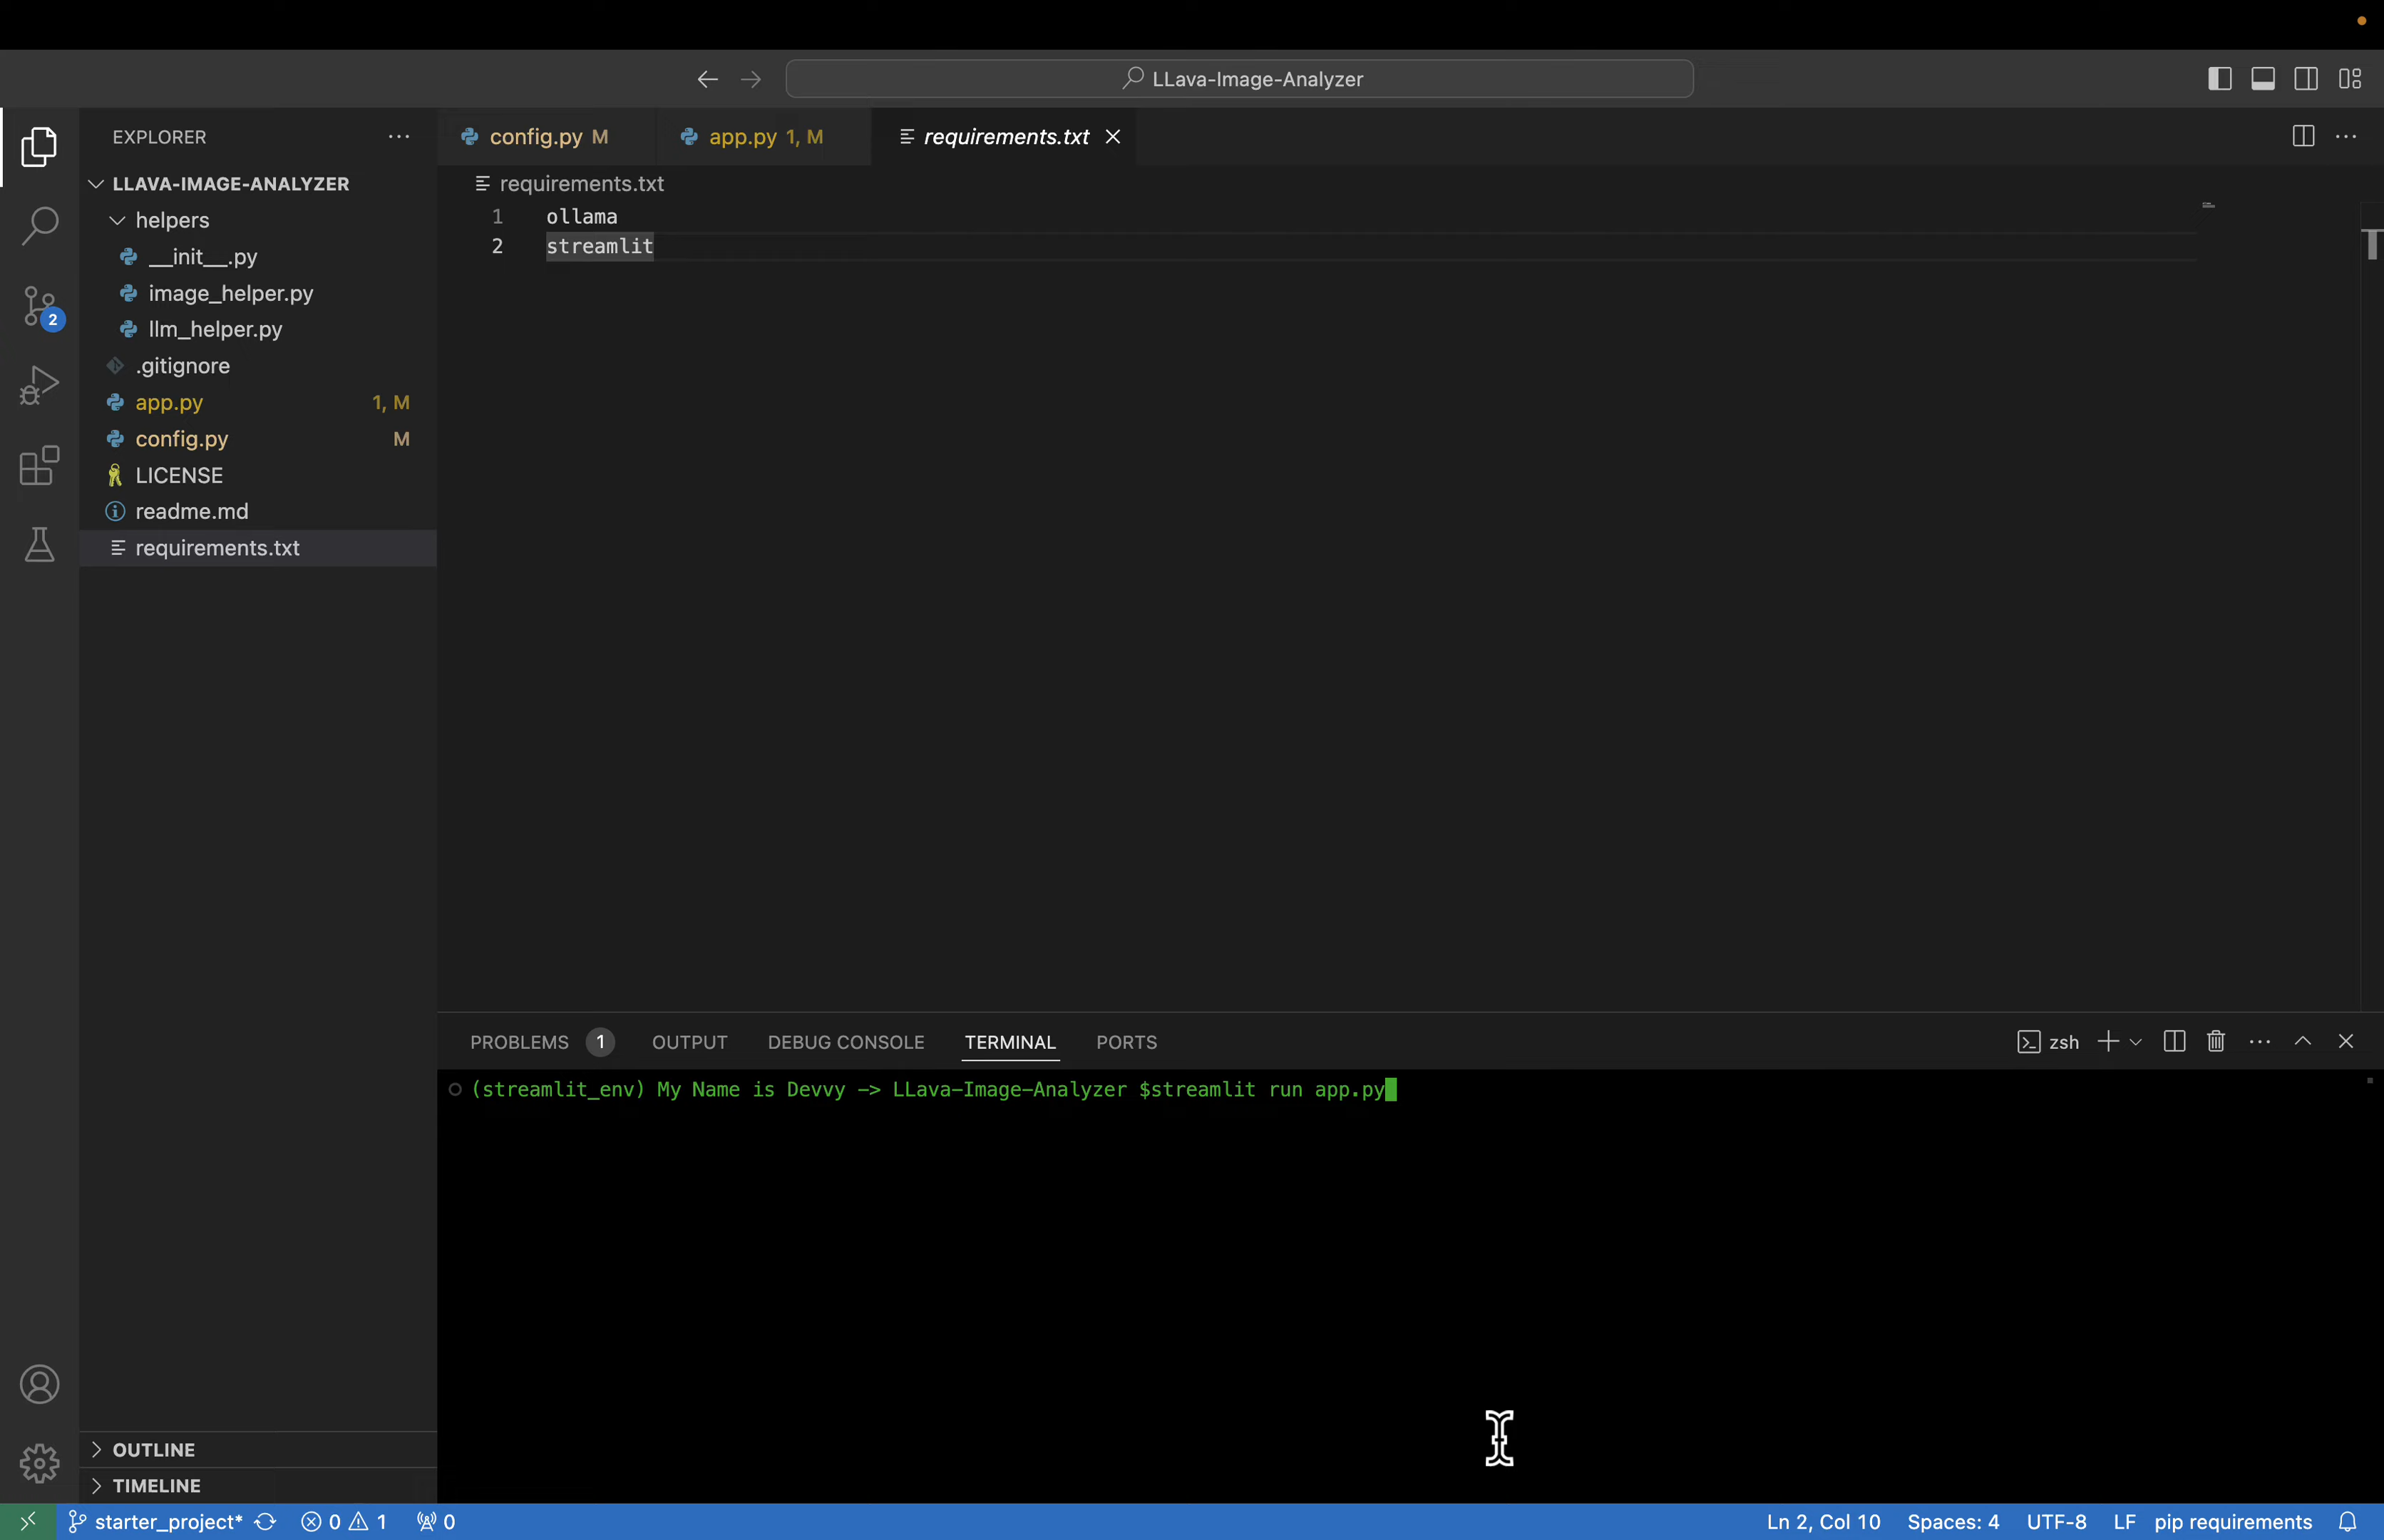 LLava-Image-Analyzer
EXPLORER
LLAVA-IMAGE-ANALYZER
helpers
__init__.py
image_helper.py
llm_helper.py
.gitignore
app.py 1, M
config.py M
LICENSE
readme.md
requirements.txt
OUTLINE
TIMELINE
config.py M
app.py 1, M
requirements.txt
requirements.txt
1 ollama
2 streamlit
PROBLEMS 1 OUTPUT DEBUG CONSOLE TERMINAL PORTS
zsh
(streamlit_env) My Name is Devvy -> LLava-Image-Analyzer $streamlit run app.py
2
starter_project* 0 1 0
Ln 2, Col 10 Spaces: 4 UTF-8 LF pip requirements